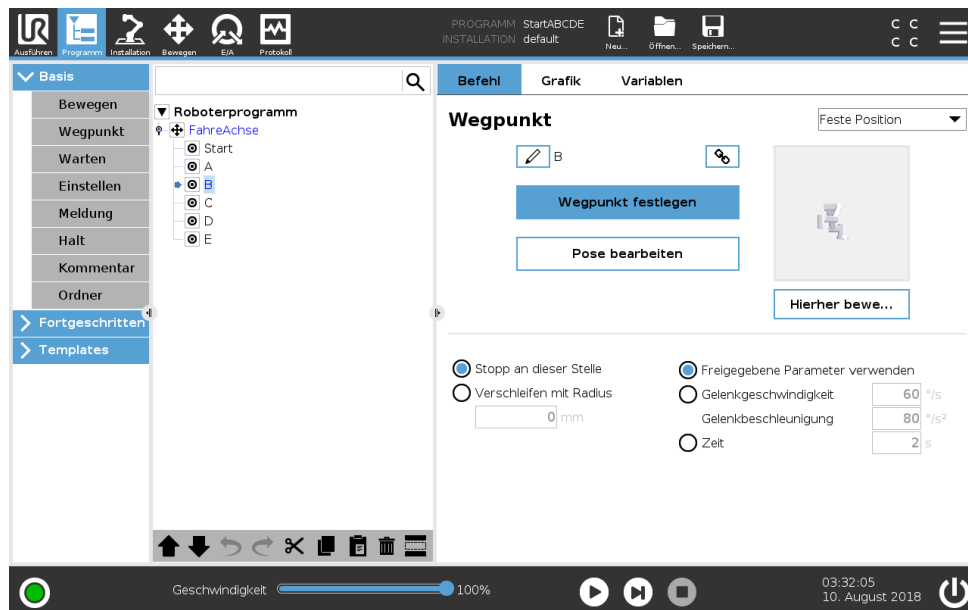 UR
PROGRAMM StartABCDE
INSTALLATION default
C C
C C
Ausführen Programm Installation Bewegen E/A Protokoll Neu... Öffnen... Speichern...
Basis
Bewegen
Wegpunkt
Warten
Einstellen
Meldung
Halt
Kommentar
Ordner
Fortgeschritten
Templates
Roboterprogramm
FahreAchse
Start
A
B
C
D
E
Befehl Grafik Variablen
Wegpunkt
Feste Position
B
Wegpunkt festlegen
Pose bearbeiten
Hierher bewe...
Stopp an dieser Stelle
Verschleifen mit Radius
0 mm
Freigegebene Parameter verwenden
Gelenkgeschwindigkeit 60 °/s
Gelenkbeschleunigung 80 °/s²
Zeit 2 s
Geschwindigkeit 100%
03:32:05
10. August 2018